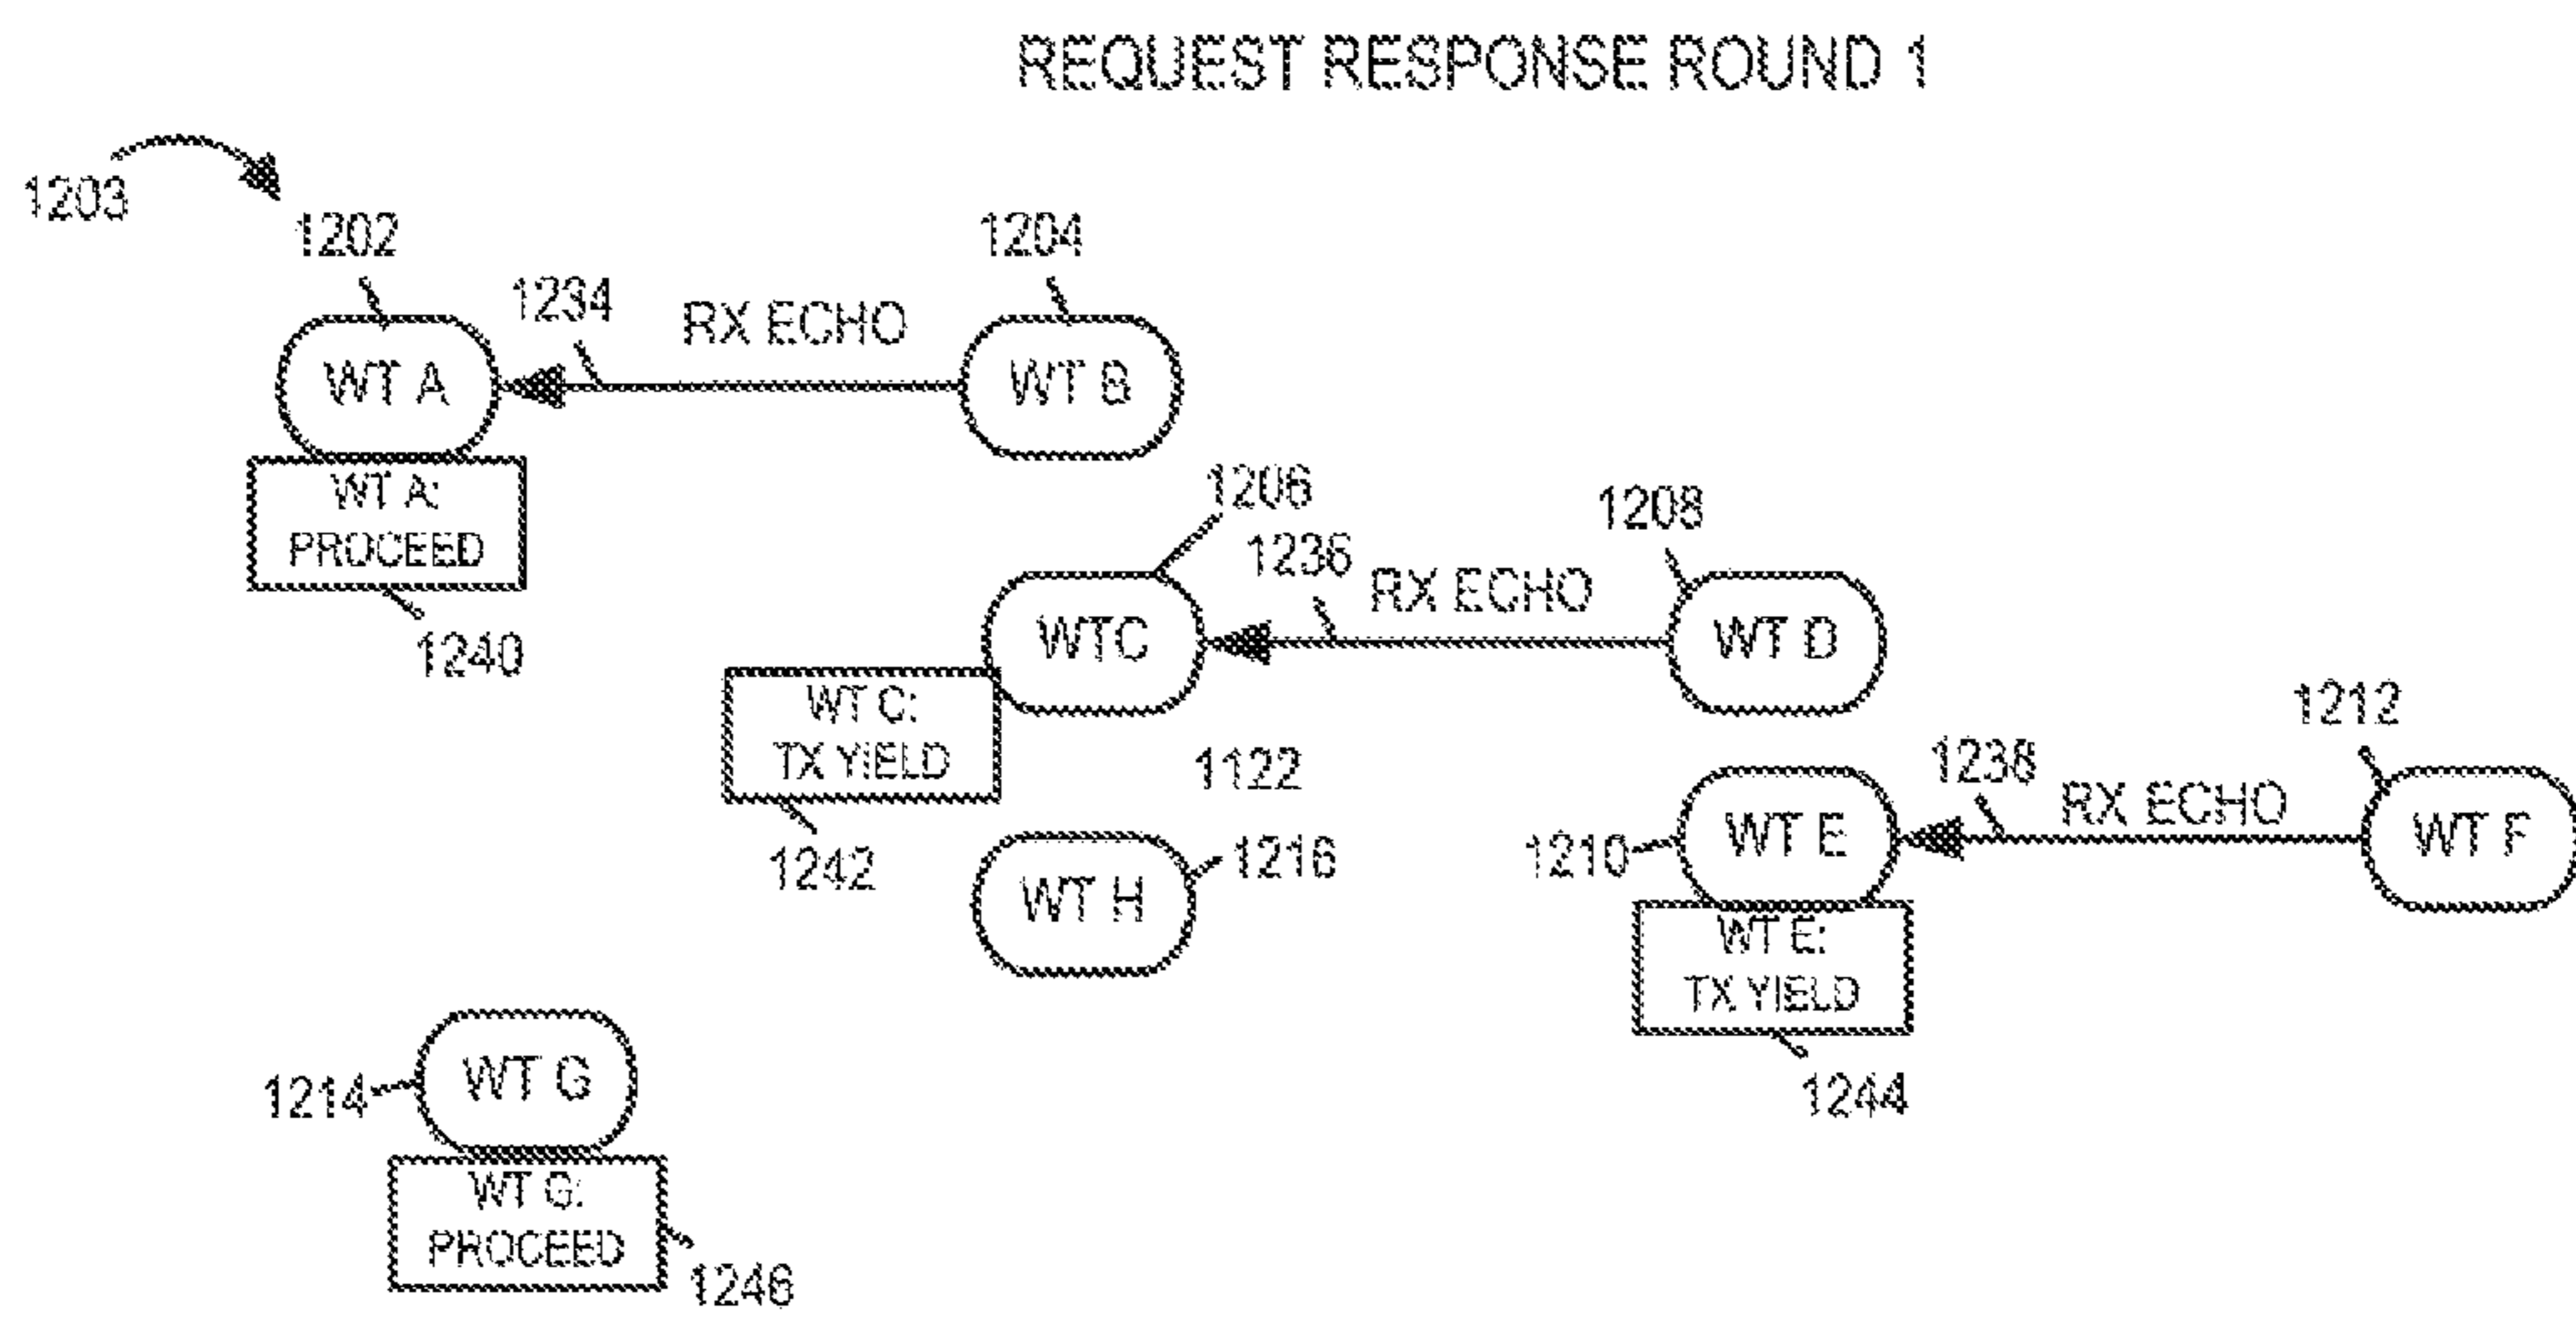 REQUEST RESPONSE ROUND 1
1203
1202
1204
1234
RX ECHO
WT A
WT B
WT A:
PROCEED
1240
1206
1236
RX ECHO
1208
WTC
WT D
WT C:
TX YIELD
1242
1122
1212
1238
RX ECHO
1210
WT E
WT F
WT H
1216
WT E:
TX YIELD
1244
1214
WT G
WT G:
PROCEED
1246